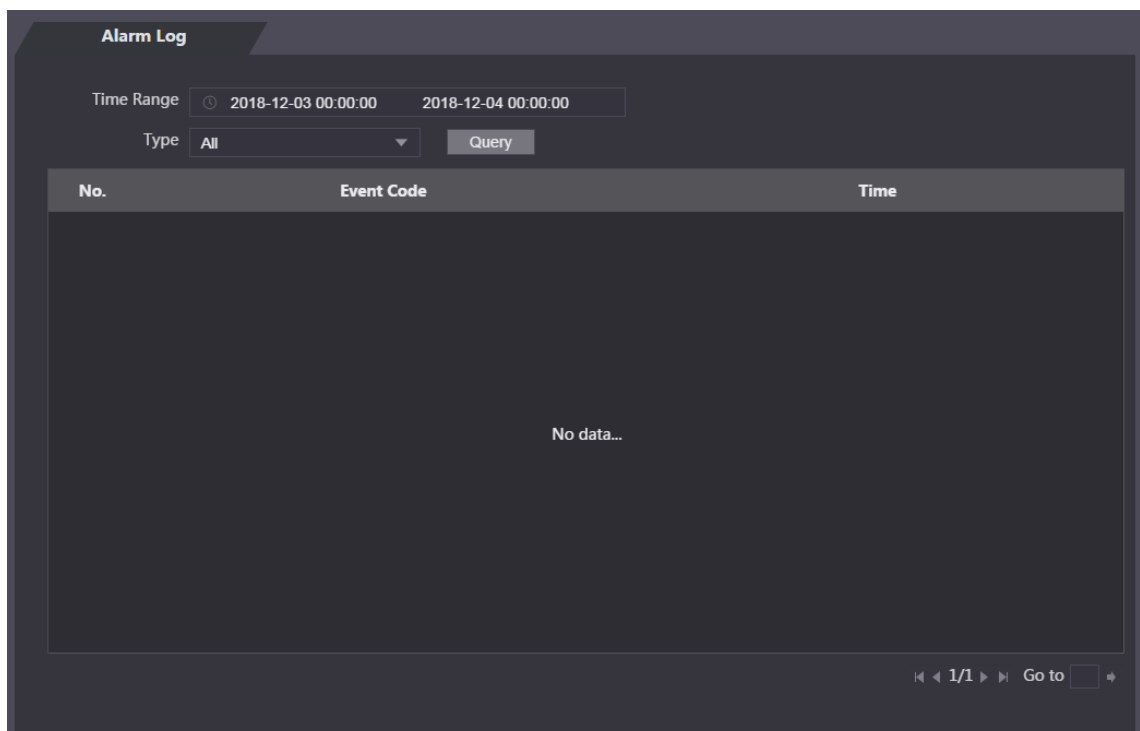 Alarm Log
Time Range 2018-12-03 00:00:00 2018-12-04 00:00:00
Type All Query
No. Event Code Time
No data...
1/1 Go to